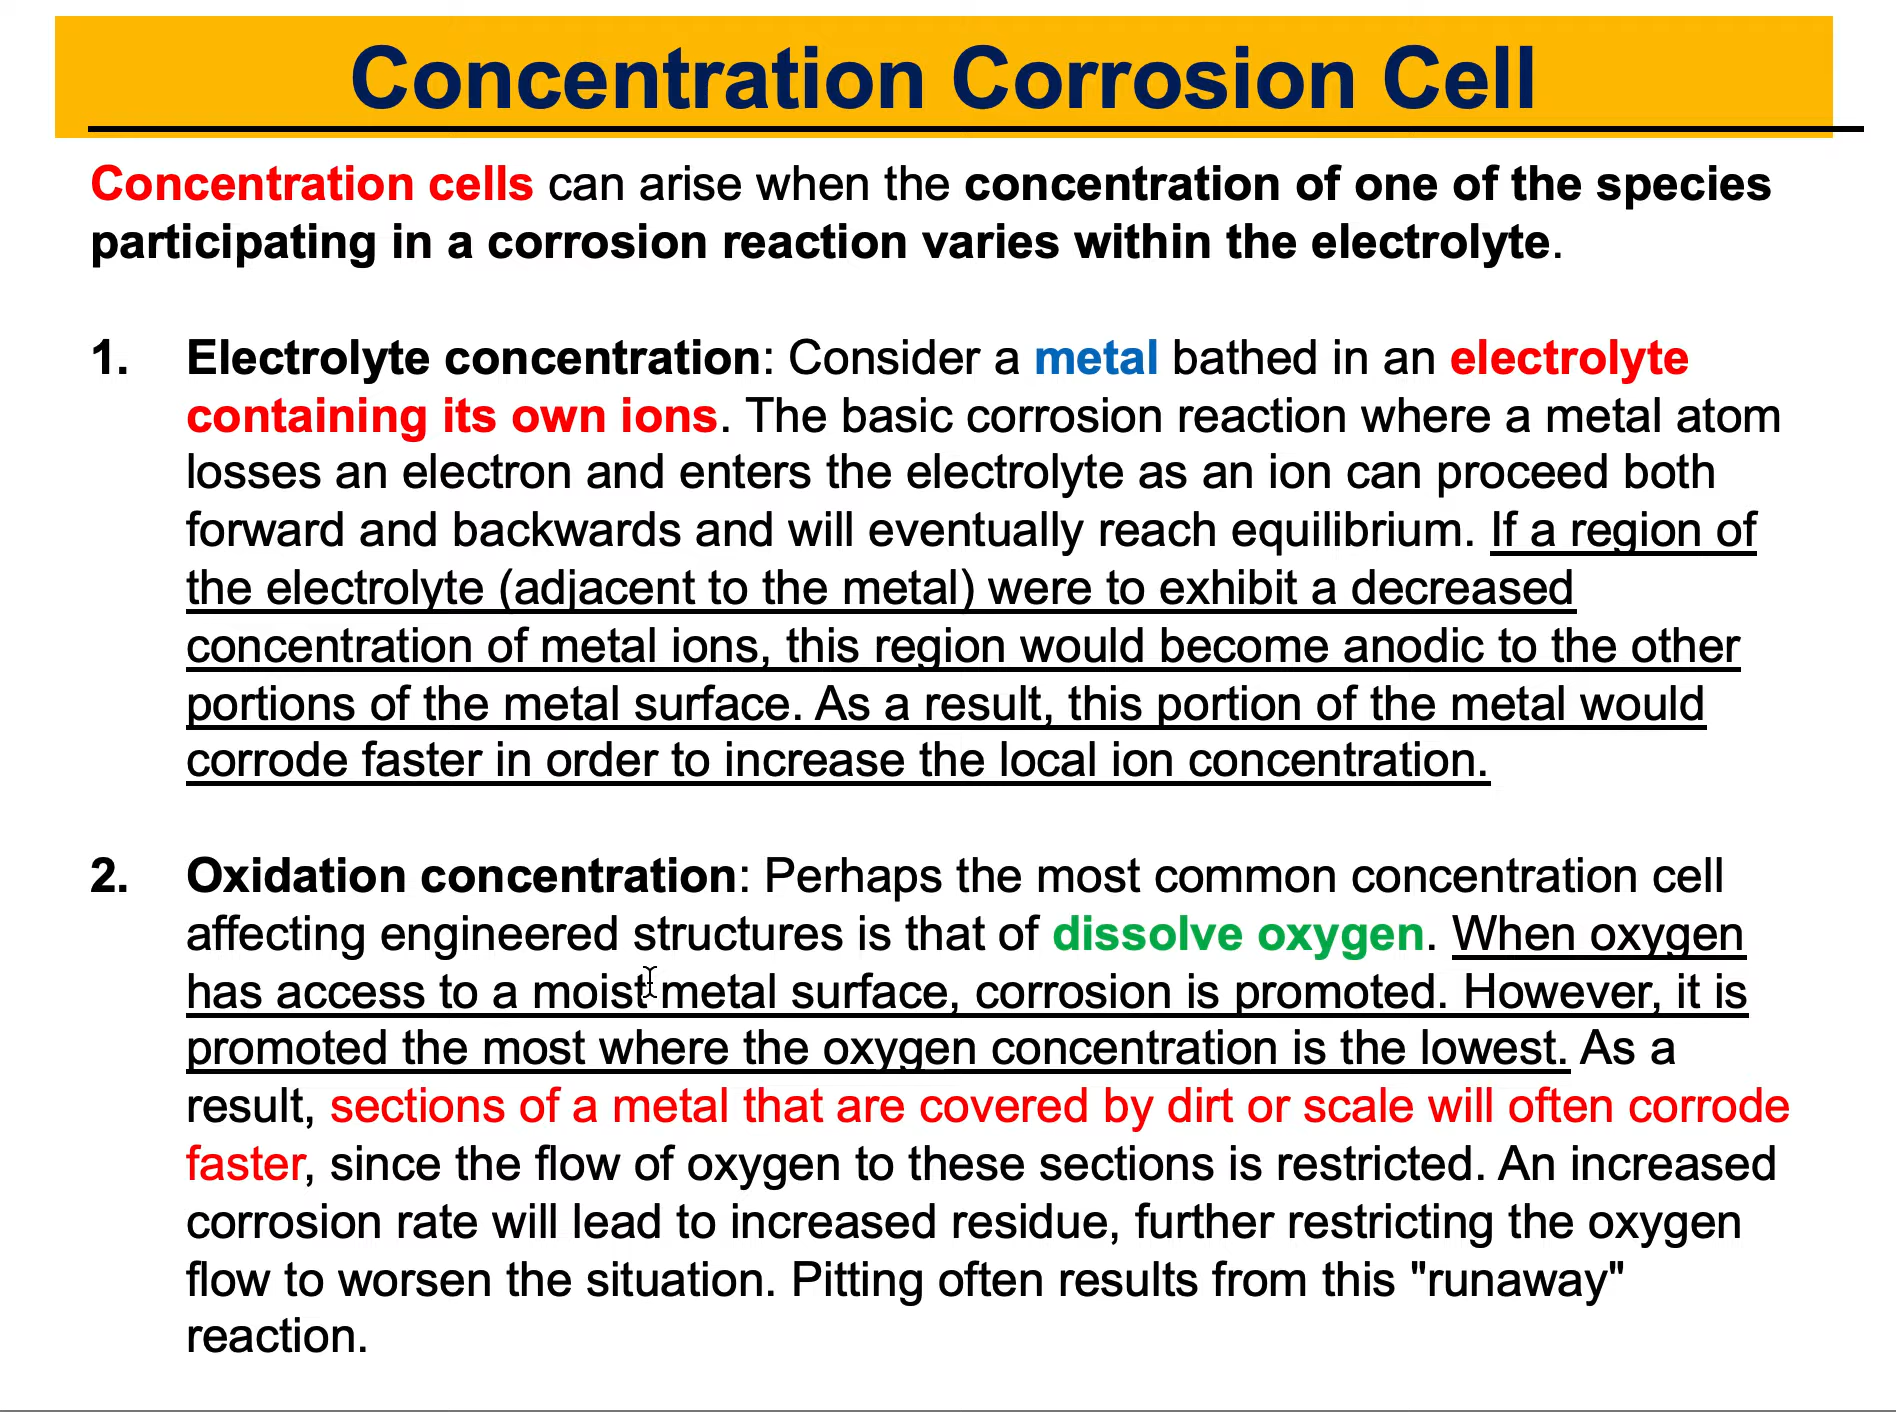 Concentration Corrosion Cell
Concentration cells can arise when the concentration of one of the species
participating in a corrosion reaction varies within the electrolyte.
1. Electrolyte concentration: Consider a metal bathed in an electrolyte
containing its own ions. The basic corrosion reaction where a metal atom
losses an electron and enters the electrolyte as an ion can proceed both
forward and backwards and will eventually reach equilibrium. If a region of
the electrolyte (adjacent to the metal) were to exhibit a decreased
concentration of metal ions, this region would become anodic to the other
portions of the metal surface. As a result, this portion of the metal would
corrode faster in order to increase the local ion concentration.
2. Oxidation concentration: Perhaps the most common concentration cell
affecting engineered structures is that of dissolve oxygen. When oxygen
has access to a moist metal surface, corrosion is promoted. However, it is
promoted the most where the oxygen concentration is the lowest. As a
result, sections of a metal that are covered by dirt or scale will often corrode
faster, since the flow of oxygen to these sections is restricted. An increased
corrosion rate will lead to increased residue, further restricting the oxygen
flow to worsen the situation. Pitting often results from this "runaway"
reaction.